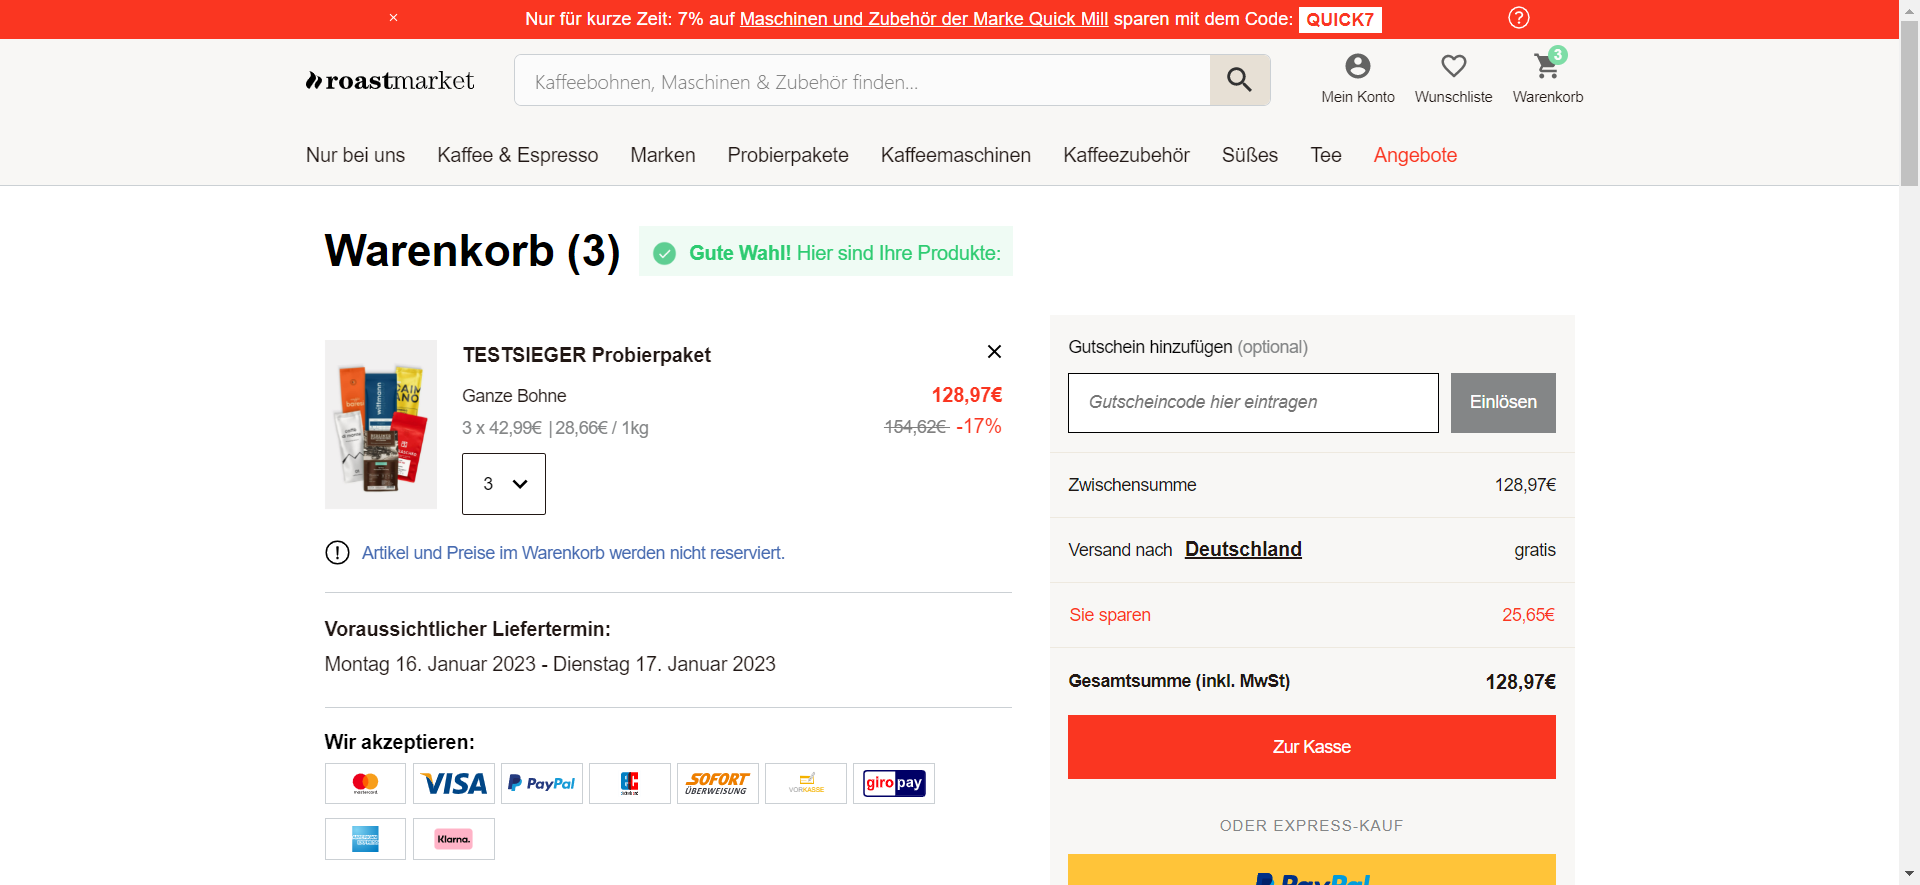 × Nur für kurze Zeit: 7% auf Maschinen und Zubehör der Marke Quick Mill sparen mit dem Code: QUICK7 ?
roastmarket
Kaffeebohnen, Maschinen & Zubehör finden...
3
Mein Konto Wunschliste Warenkorb
Nur bei uns Kaffee & Espresso Marken Probierpakete Kaffeemaschinen Kaffeezubehör Süßes Tee Angebote
Warenkorb (3)
Gute Wahl! Hier sind Ihre Produkte:
TESTSIEGER Probierpaket
Ganze Bohne 128,97€
3 x 42,99€ | 28,66€ / 1kg 154,62€ -17%
3
Artikel und Preise im Warenkorb werden nicht reserviert.
Voraussichtlicher Liefertermin:
Montag 16. Januar 2023 - Dienstag 17. Januar 2023
Wir akzeptieren:
mastercard VISA PayPal SOFORT ÜBERWEISUNG VORKASSE giro pay
Klarna.
Gutschein hinzufügen (optional)
Gutscheincode hier eintragen Einlösen
Zwischensumme 128,97€
Versand nach Deutschland gratis
Sie sparen 25,65€
Gesamtsumme (inkl. MwSt) 128,97€
Zur Kasse
ODER EXPRESS-KAUF
PayPal